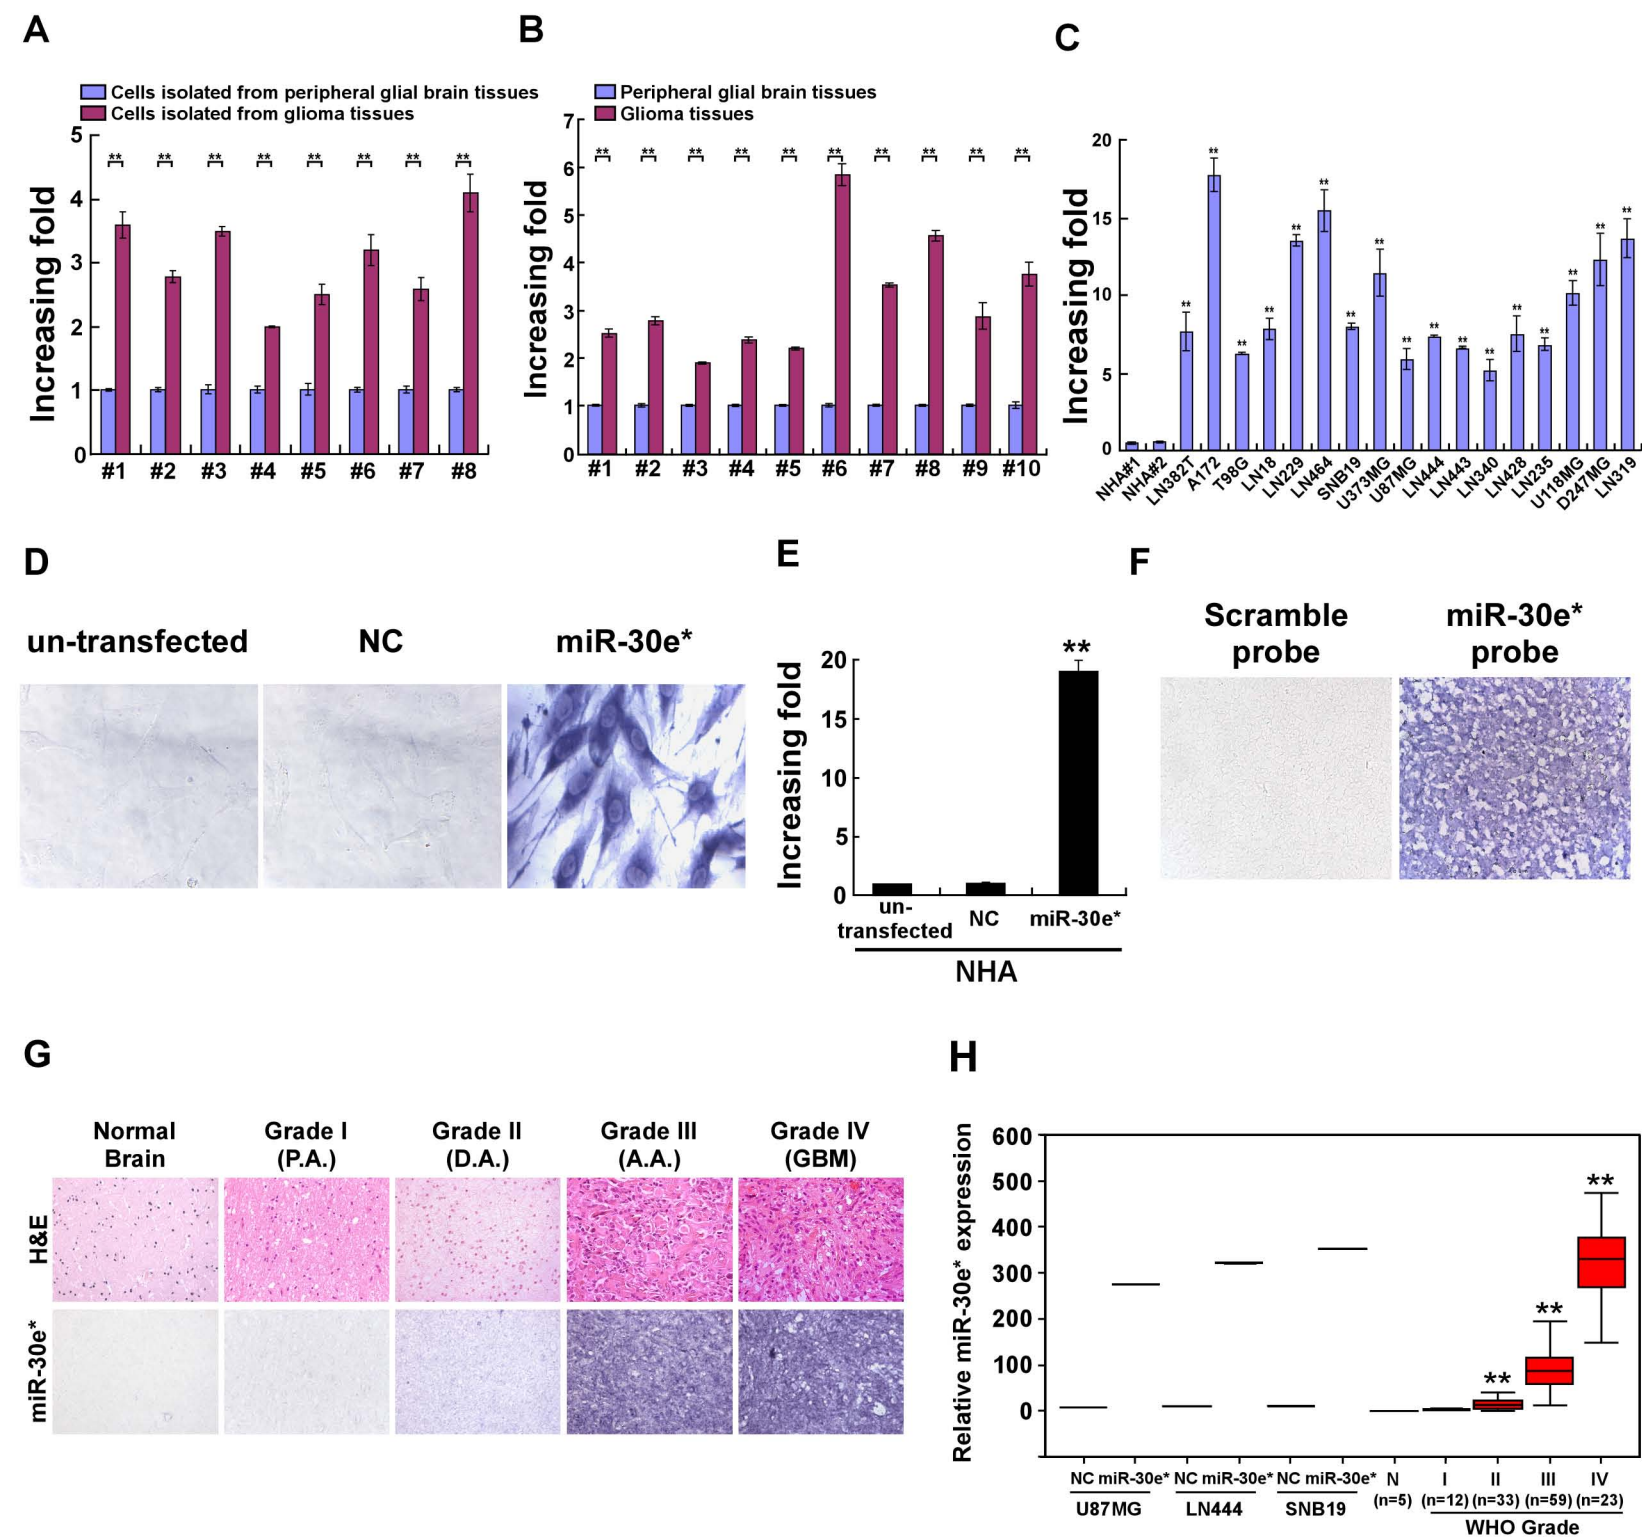 A
Cells isolated from peripheral glial brain tissues
Cells isolated from glioma tissues
Increasing fold
5
4
3
2
1
0
** ** ** ** ** ** ** **
#1 #2 #3 #4 #5 #6 #7 #8
B
Peripheral glial brain tissues
Glioma tissues
Increasing fold
7
6
5
4
3
2
1
0
** ** ** ** ** ** ** ** ** **
#1 #2 #3 #4 #5 #6 #7 #8 #9 #10
C
Increasing fold
20
15
10
5
0
** ** ** ** ** ** ** ** ** ** ** ** ** ** ** ** **
NHA#1 NHA#2 LN382T A172 T98G LN18 LN229 LN464 SNB19 U373MG U87MG LN444 LN443 LN340 LN428 LN235 U118MG D247MG LN319
D
un-transfected NC miR-30e*
E
Increasing fold
20
15
10
5
0
**
un-transfected NC miR-30e*
NHA
F
Scramble probe
miR-30e* probe
G
Normal Brain
Grade I (P.A.)
Grade II (D.A.)
Grade III (A.A.)
Grade IV (GBM)
H&E
miR-30e*
H
Relative miR-30e* expression
600
500
400
300
200
100
0
** ** **
NC miR-30e* NC miR-30e* NC miR-30e* N I II III IV
U87MG LN444 SNB19 (n=5) (n=12) (n=33) (n=59) (n=23)
WHO Grade